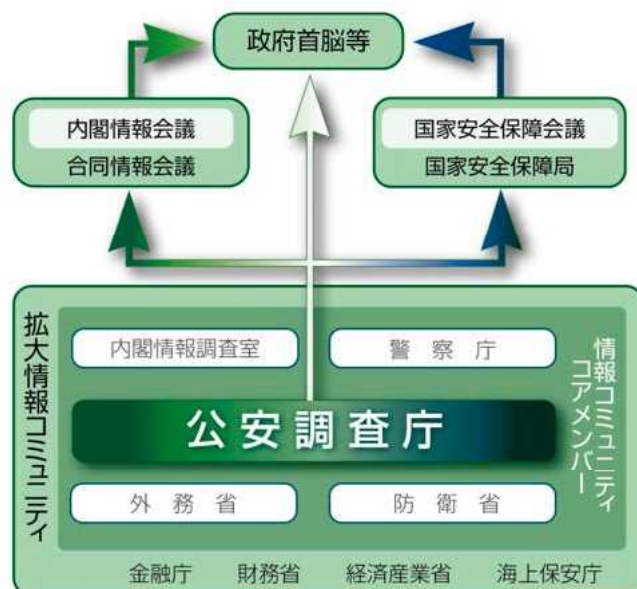 政府首脳等
内閣情報会議
合同情報会議
国家安全保障会議
国家安全保障局
拡大情報コミュニティ
内閣情報調査室
警察庁
公安調査庁
外務省
防衛省
情報コミュニティ
コアメンバー
金融庁 財務省 経済産業省 海上保安庁